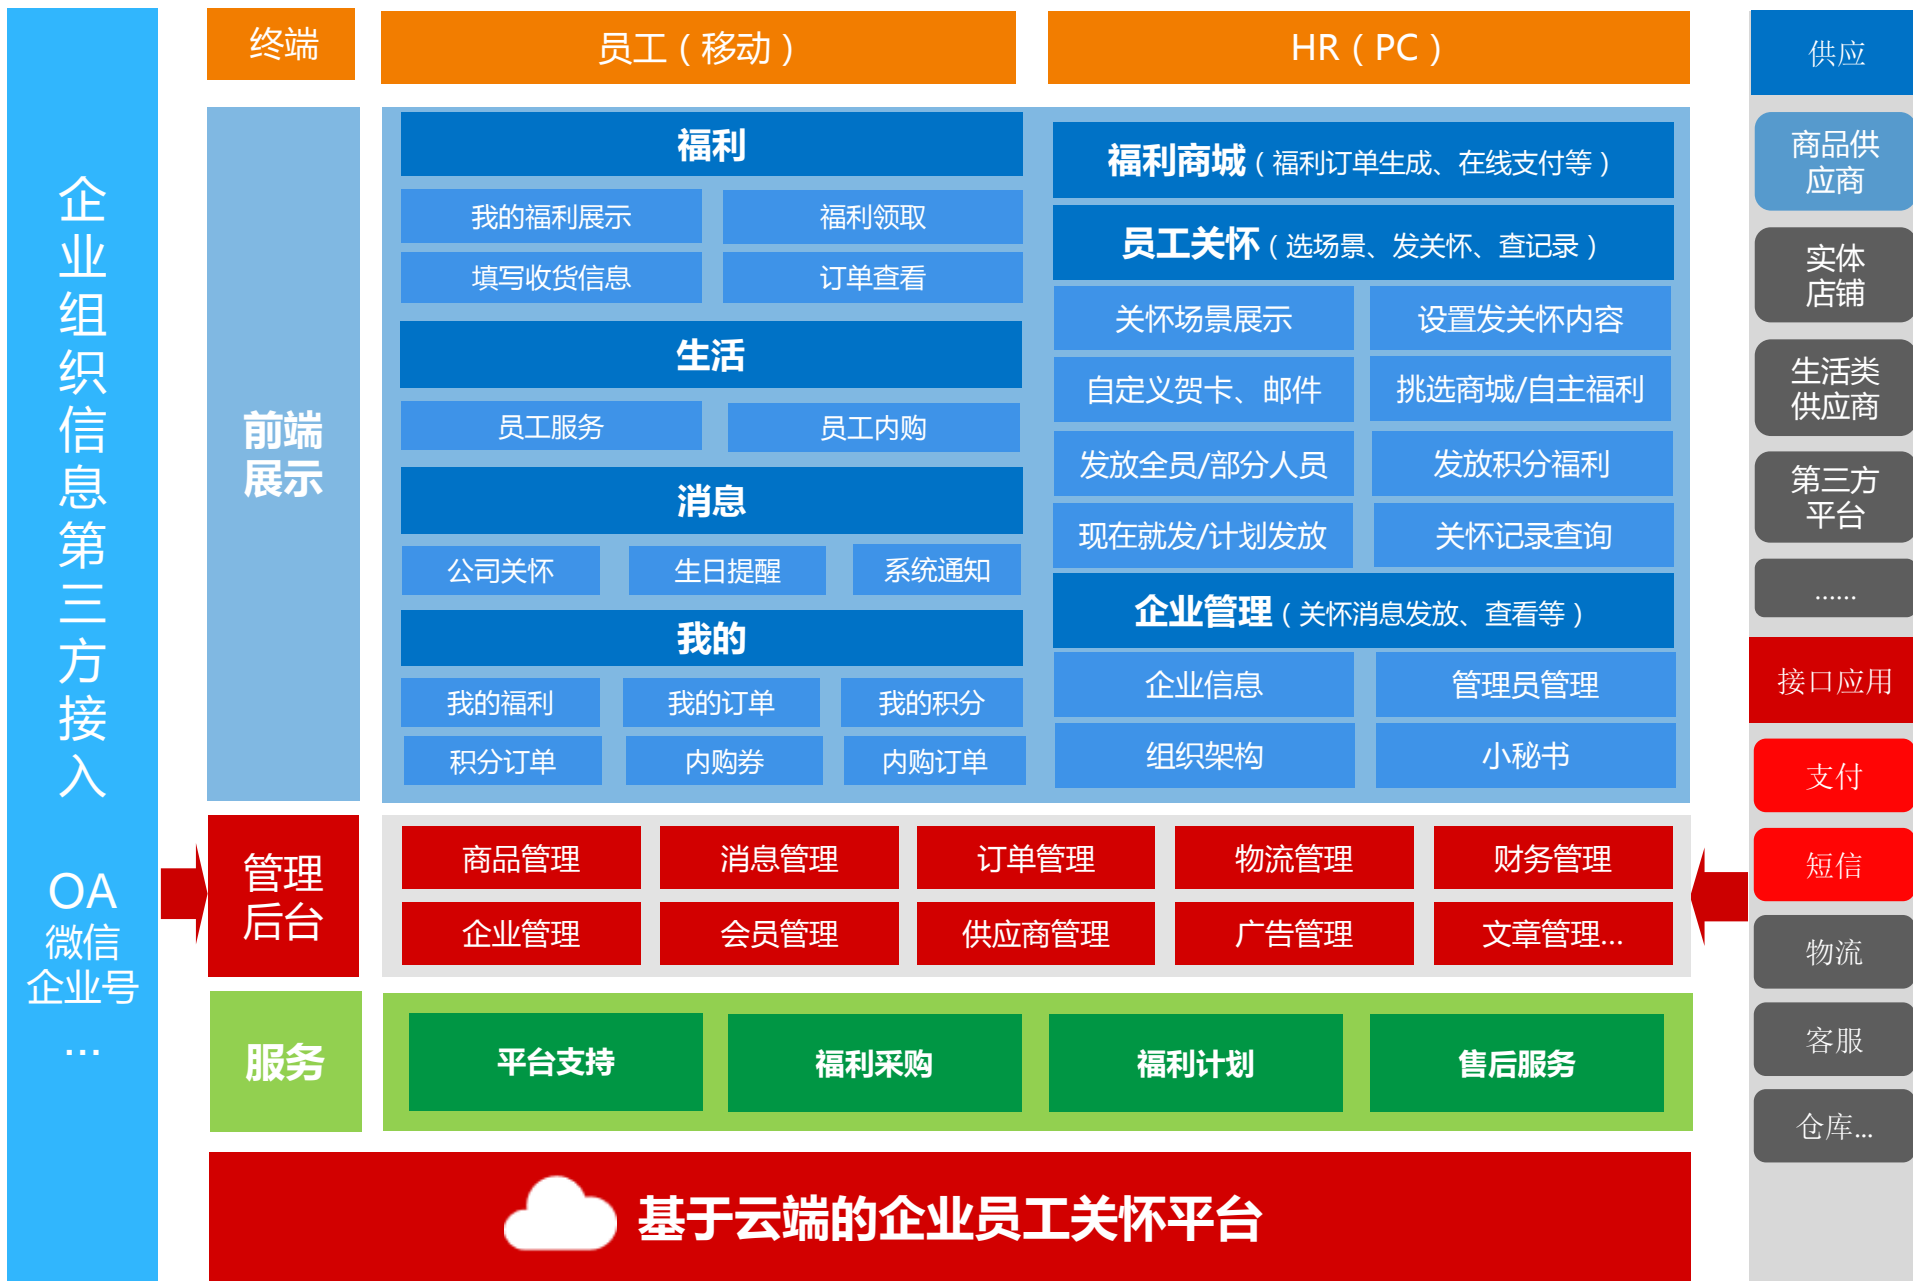 企
业
组
织
信
息
第
三
方
接
入
OA
微信
企业号
...
终端
员工（移动）
HR（PC）
前端
展示
福利
我的福利展示
福利领取
填写收货信息
订单查看
生活
员工服务
员工内购
消息
公司关怀
生日提醒
系统通知
我的
我的福利
我的订单
我的积分
积分订单
内购券
内购订单
福利商城（福利订单生成、在线支付等）
员工关怀（选场景、发关怀、查记录）
关怀场景展示
设置发关怀内容
自定义贺卡、邮件
挑选商城/自主福利
发放全员/部分人员
发放积分福利
现在就发/计划发放
关怀记录查询
企业管理（关怀消息发放、查看等）
企业信息
管理员管理
组织架构
小秘书
管理
后台
商品管理
消息管理
订单管理
物流管理
财务管理
企业管理
会员管理
供应商管理
广告管理
文章管理...
服务
平台支持
福利采购
福利计划
售后服务
基于云端的企业员工关怀平台
供应
商品供
应商
实体
店铺
生活类
供应商
第三方
平台
......
接口应用
支付
短信
物流
客服
仓库...